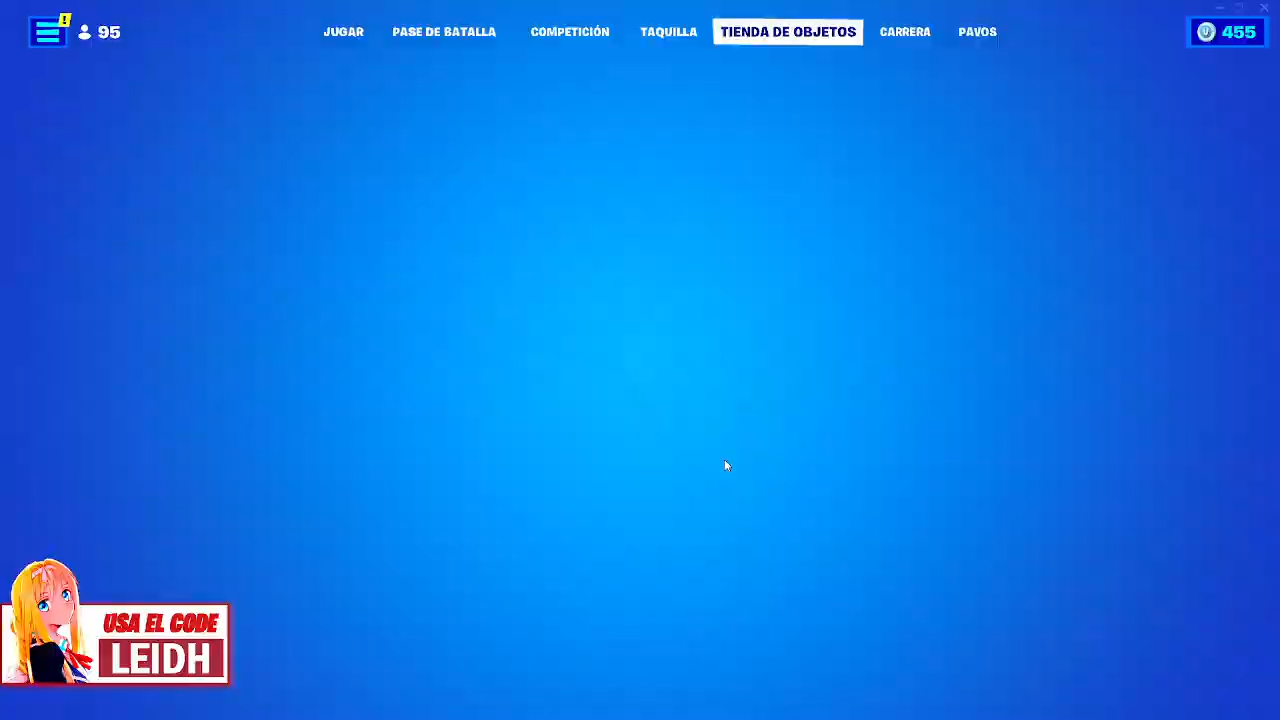 95
JUGAR
PASE DE BATALLA
COMPETICIÓN
TAQUILLA
TIENDA DE OBJETOS
CARRERA
PAVOS
455
USA EL CODE
LEIDH